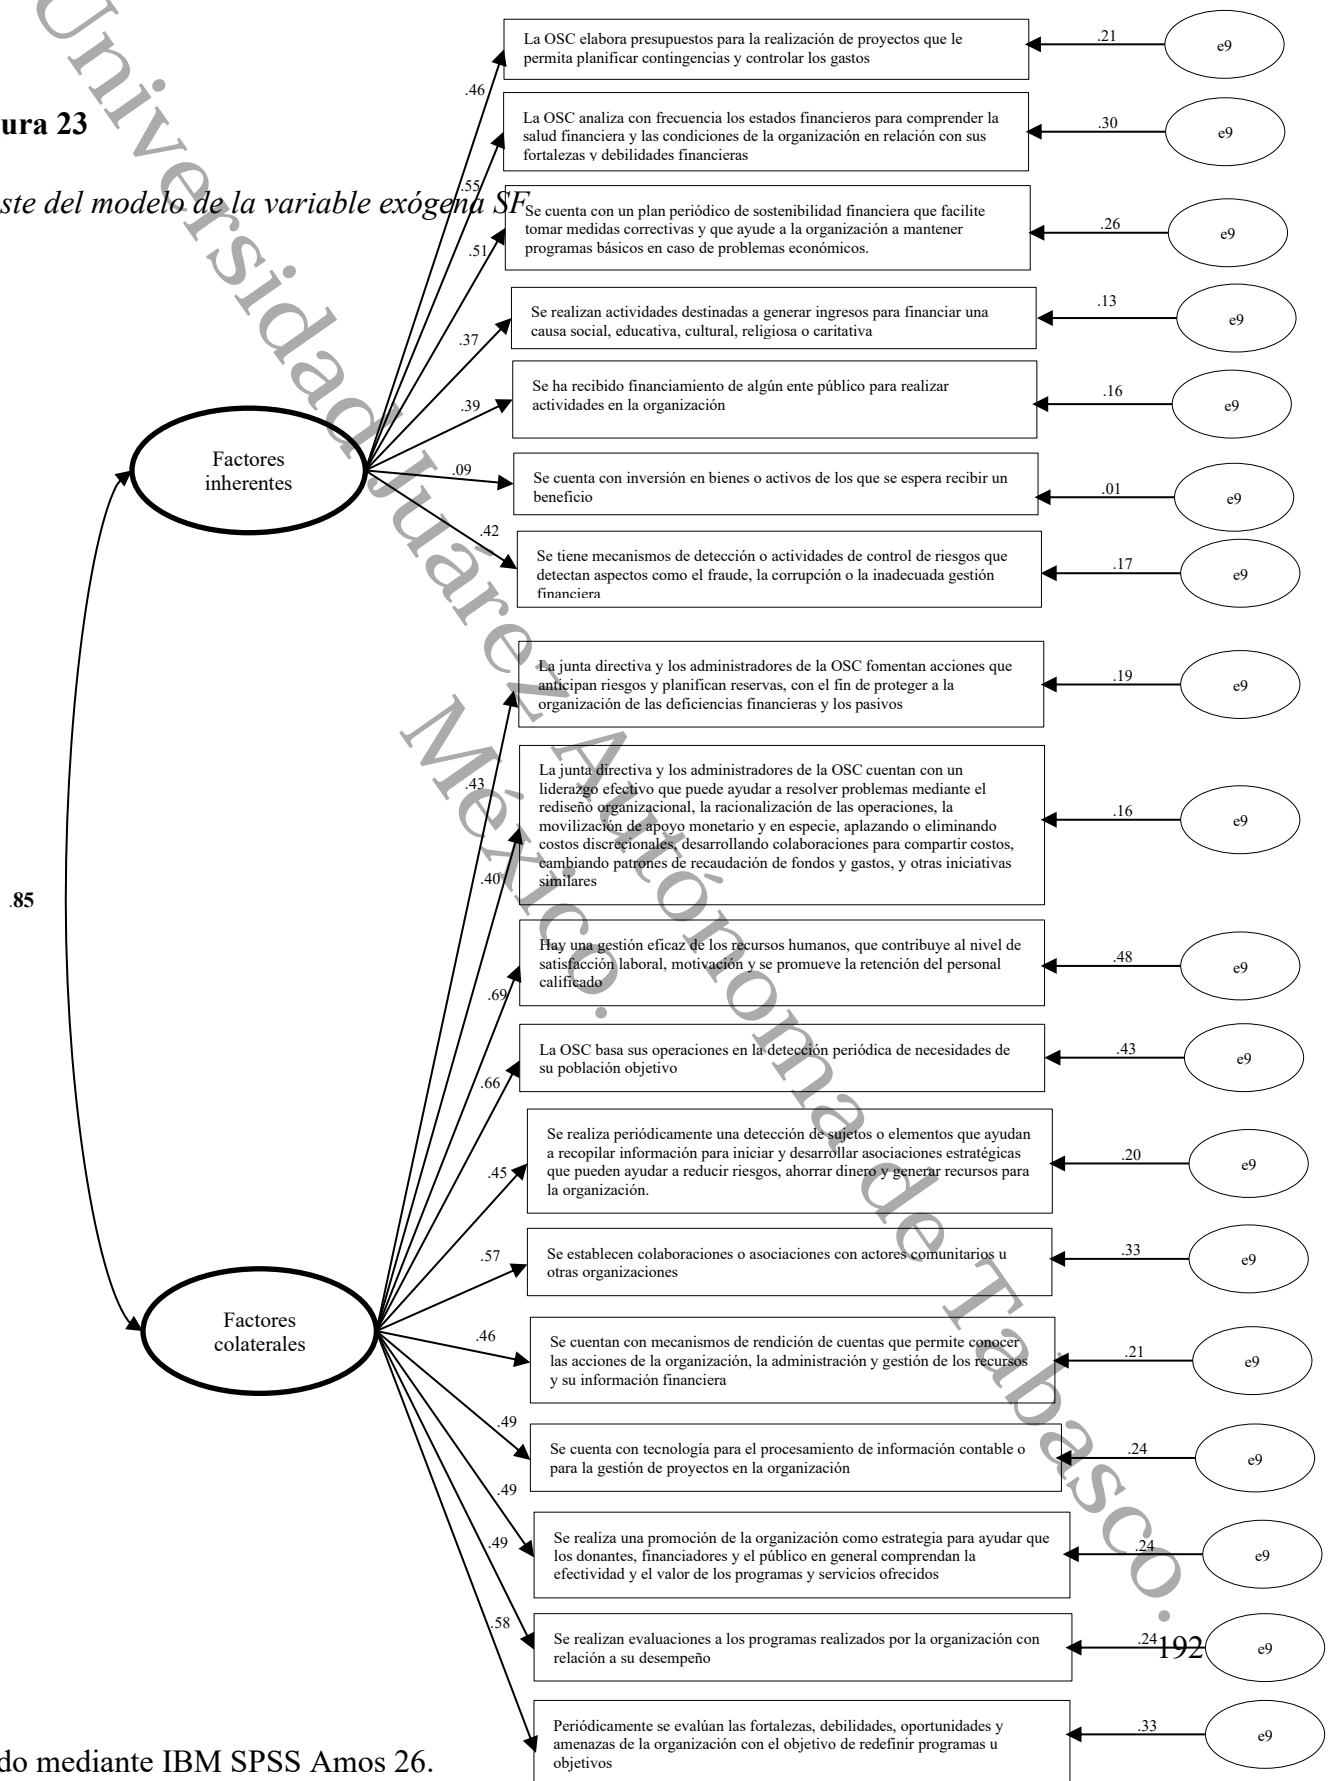 ura 23
ste del modelo de la variable exógena SF
La OSC elabora presupuestos para la realización de proyectos que le
permita planificar contingencias y controlar los gastos
.46
.21
e9
La OSC analiza con frecuencia los estados financieros para comprender la
salud financiera y las condiciones de la organización en relación con sus
fortalezas y debilidades financieras
.55
.30
e9
Se cuenta con un plan periódico de sostenibilidad financiera que facilite
tomar medidas correctivas y que ayude a la organización a mantener
programas básicos en caso de problemas económicos.
.51
.26
e9
Se realizan actividades destinadas a generar ingresos para financiar una
causa social, educativa, cultural, religiosa o caritativa
.37
.13
e9
Se ha recibido financiamiento de algún ente público para realizar
actividades en la organización
.39
.16
e9
Factores
inherentes
Se cuenta con inversión en bienes o activos de los que se espera recibir un
beneficio
.09
.01
e9
Se tiene mecanismos de detección o actividades de control de riesgos que
detectan aspectos como el fraude, la corrupción o la inadecuada gestión
financiera
.42
.17
e9
La junta directiva y los administradores de la OSC fomentan acciones que
anticipan riesgos y planifican reservas, con el fin de proteger a la
organización de las deficiencias financieras y los pasivos
.43
.19
e9
La junta directiva y los administradores de la OSC cuentan con un
liderazgo efectivo que puede ayudar a resolver problemas mediante el
rediseño organizacional, la racionalización de las operaciones, la
movilización de apoyo monetario y en especie, aplazando o eliminando
costos discrecionales, desarrollando colaboraciones para compartir costos,
cambiando patrones de recaudación de fondos y gastos, y otras iniciativas
similares
.40
.16
e9
.85
Hay una gestión eficaz de los recursos humanos, que contribuye al nivel de
satisfacción laboral, motivación y se promueve la retención del personal
calificado
.69
.48
e9
La OSC basa sus operaciones en la detección periódica de necesidades de
su población objetivo
.66
.43
e9
Se realiza periódicamente una detección de sujetos o elementos que ayudan
a recopilar información para iniciar y desarrollar asociaciones estratégicas
que pueden ayudar a reducir riesgos, ahorrar dinero y generar recursos para
la organización.
.45
.20
e9
Se establecen colaboraciones o asociaciones con actores comunitarios u
otras organizaciones
.57
.33
e9
Factores
colaterales
Se cuentan con mecanismos de rendición de cuentas que permite conocer
las acciones de la organización, la administración y gestión de los recursos
y su información financiera
.46
.21
e9
Se cuenta con tecnología para el procesamiento de información contable o
para la gestión de proyectos en la organización
.49
.24
e9
Se realiza una promoción de la organización como estrategia para ayudar que
los donantes, financiadores y el público en general comprendan la
efectividad y el valor de los programas y servicios ofrecidos
.49
.24
e9
Se realizan evaluaciones a los programas realizados por la organización con
relación a su desempeño
.49
.24
e9
Periódicamente se evalúan las fortalezas, debilidades, oportunidades y
amenazas de la organización con el objetivo de redefinir programas u
objetivos
.58
.33
e9
192
do mediante IBM SPSS Amos 26.
Universidad Juárez Autónoma de Tabasco.
México.